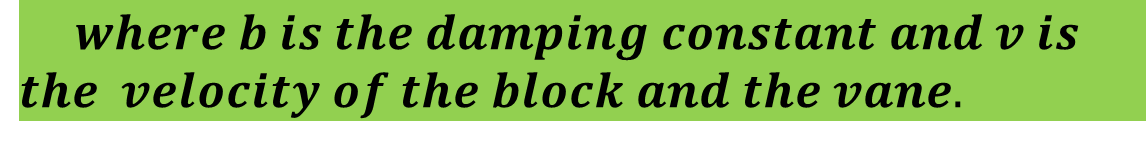 where b is the damping constant and v is
the velocity of the block and the vane.